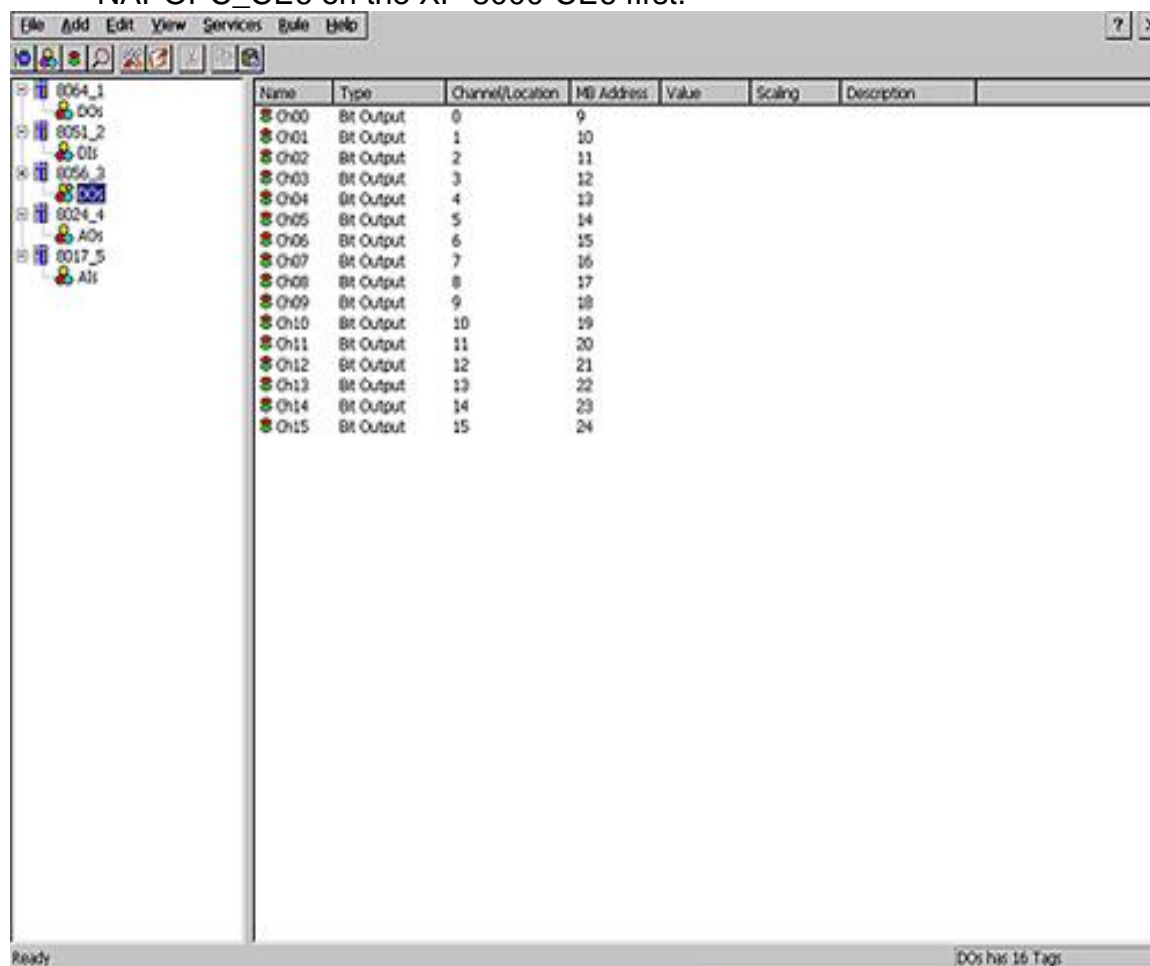 NAPOPC_CE6 on the XP-8000-CE6 first.
File Add Edit View Services Rule Help
8064_1
DOs
8051_2
DIs
8056_3
DOs
8024_4
AOs
8017_5
AIs
Name Type Channel/Location MB Address Value Scaling Description
Ch00 Bit Output 0 9
Ch01 Bit Output 1 10
Ch02 Bit Output 2 11
Ch03 Bit Output 3 12
Ch04 Bit Output 4 13
Ch05 Bit Output 5 14
Ch06 Bit Output 6 15
Ch07 Bit Output 7 16
Ch08 Bit Output 8 17
Ch09 Bit Output 9 18
Ch10 Bit Output 10 19
Ch11 Bit Output 11 20
Ch12 Bit Output 12 21
Ch13 Bit Output 13 22
Ch14 Bit Output 14 23
Ch15 Bit Output 15 24
Ready DOs has 16 Tags